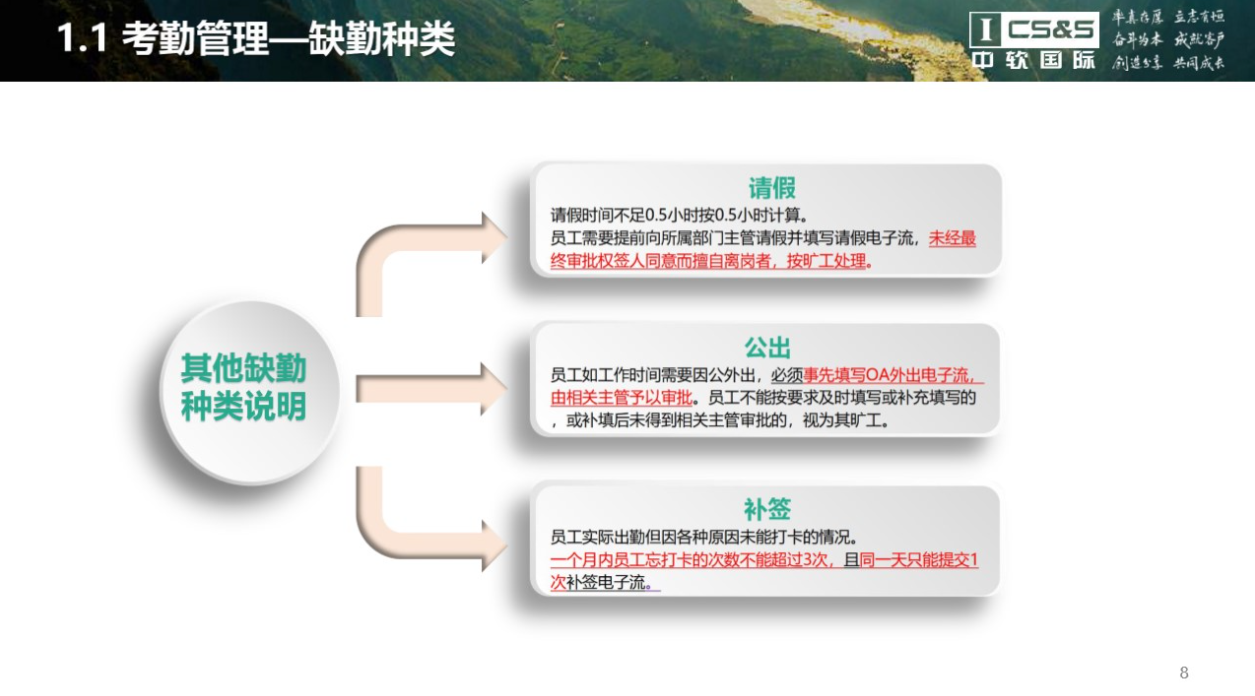 1.1 考勤管理—缺勤种类
I CS&S
中软国际
率真存厚 立志有恒
奋斗为本 成就客户
创造分享 共同成长
请假
请假时间不足0.5小时按0.5小时计算。
员工需要提前向所属部门主管请假并填写请假电子流，未经最
终审批权签人同意而擅自离岗者，按旷工处理。
其他缺勤
种类说明
公出
员工如工作时间需要因公外出，必须事先填写OA外出电子流，
由相关主管予以审批。员工不能按要求及时填写或补充填写的
，或补填后未得到相关主管审批的，视为其旷工。
补签
员工实际出勤但因各种原因未能打卡的情况。
一个月内员工忘打卡的次数不能超过3次，且同一天只能提交1
次补签电子流。
8